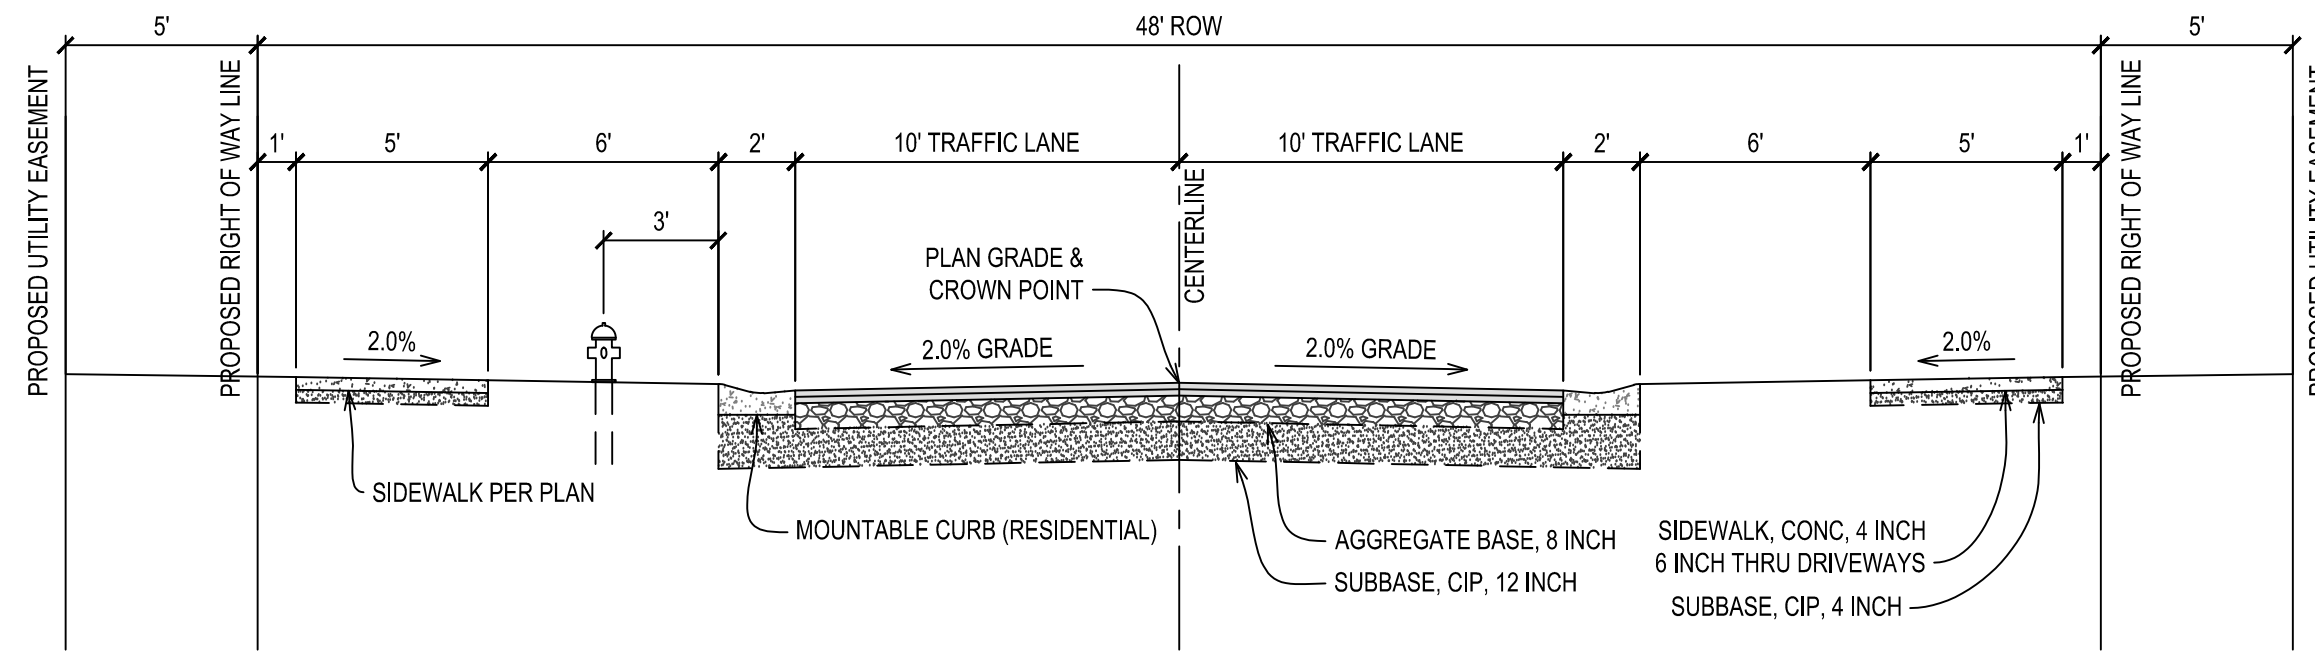 5'
48' ROW
5'
PROPOSED UTILITY EASEMENT
PROPOSED RIGHT OF WAY LINE
1'
5'
6'
2'
10' TRAFFIC LANE
10' TRAFFIC LANE
2'
6'
5'
1'
PROPOSED RIGHT OF WAY LINE
PROPOSED UTILITY EASEMENT
3'
CENTERLINE
PLAN GRADE &
CROWN POINT
2.0%
2.0% GRADE
2.0% GRADE
2.0%
SIDEWALK PER PLAN
MOUNTABLE CURB (RESIDENTIAL)
AGGREGATE BASE, 8 INCH
SUBBASE, CIP, 12 INCH
SIDEWALK, CONC, 4 INCH
6 INCH THRU DRIVEWAYS
SUBBASE, CIP, 4 INCH